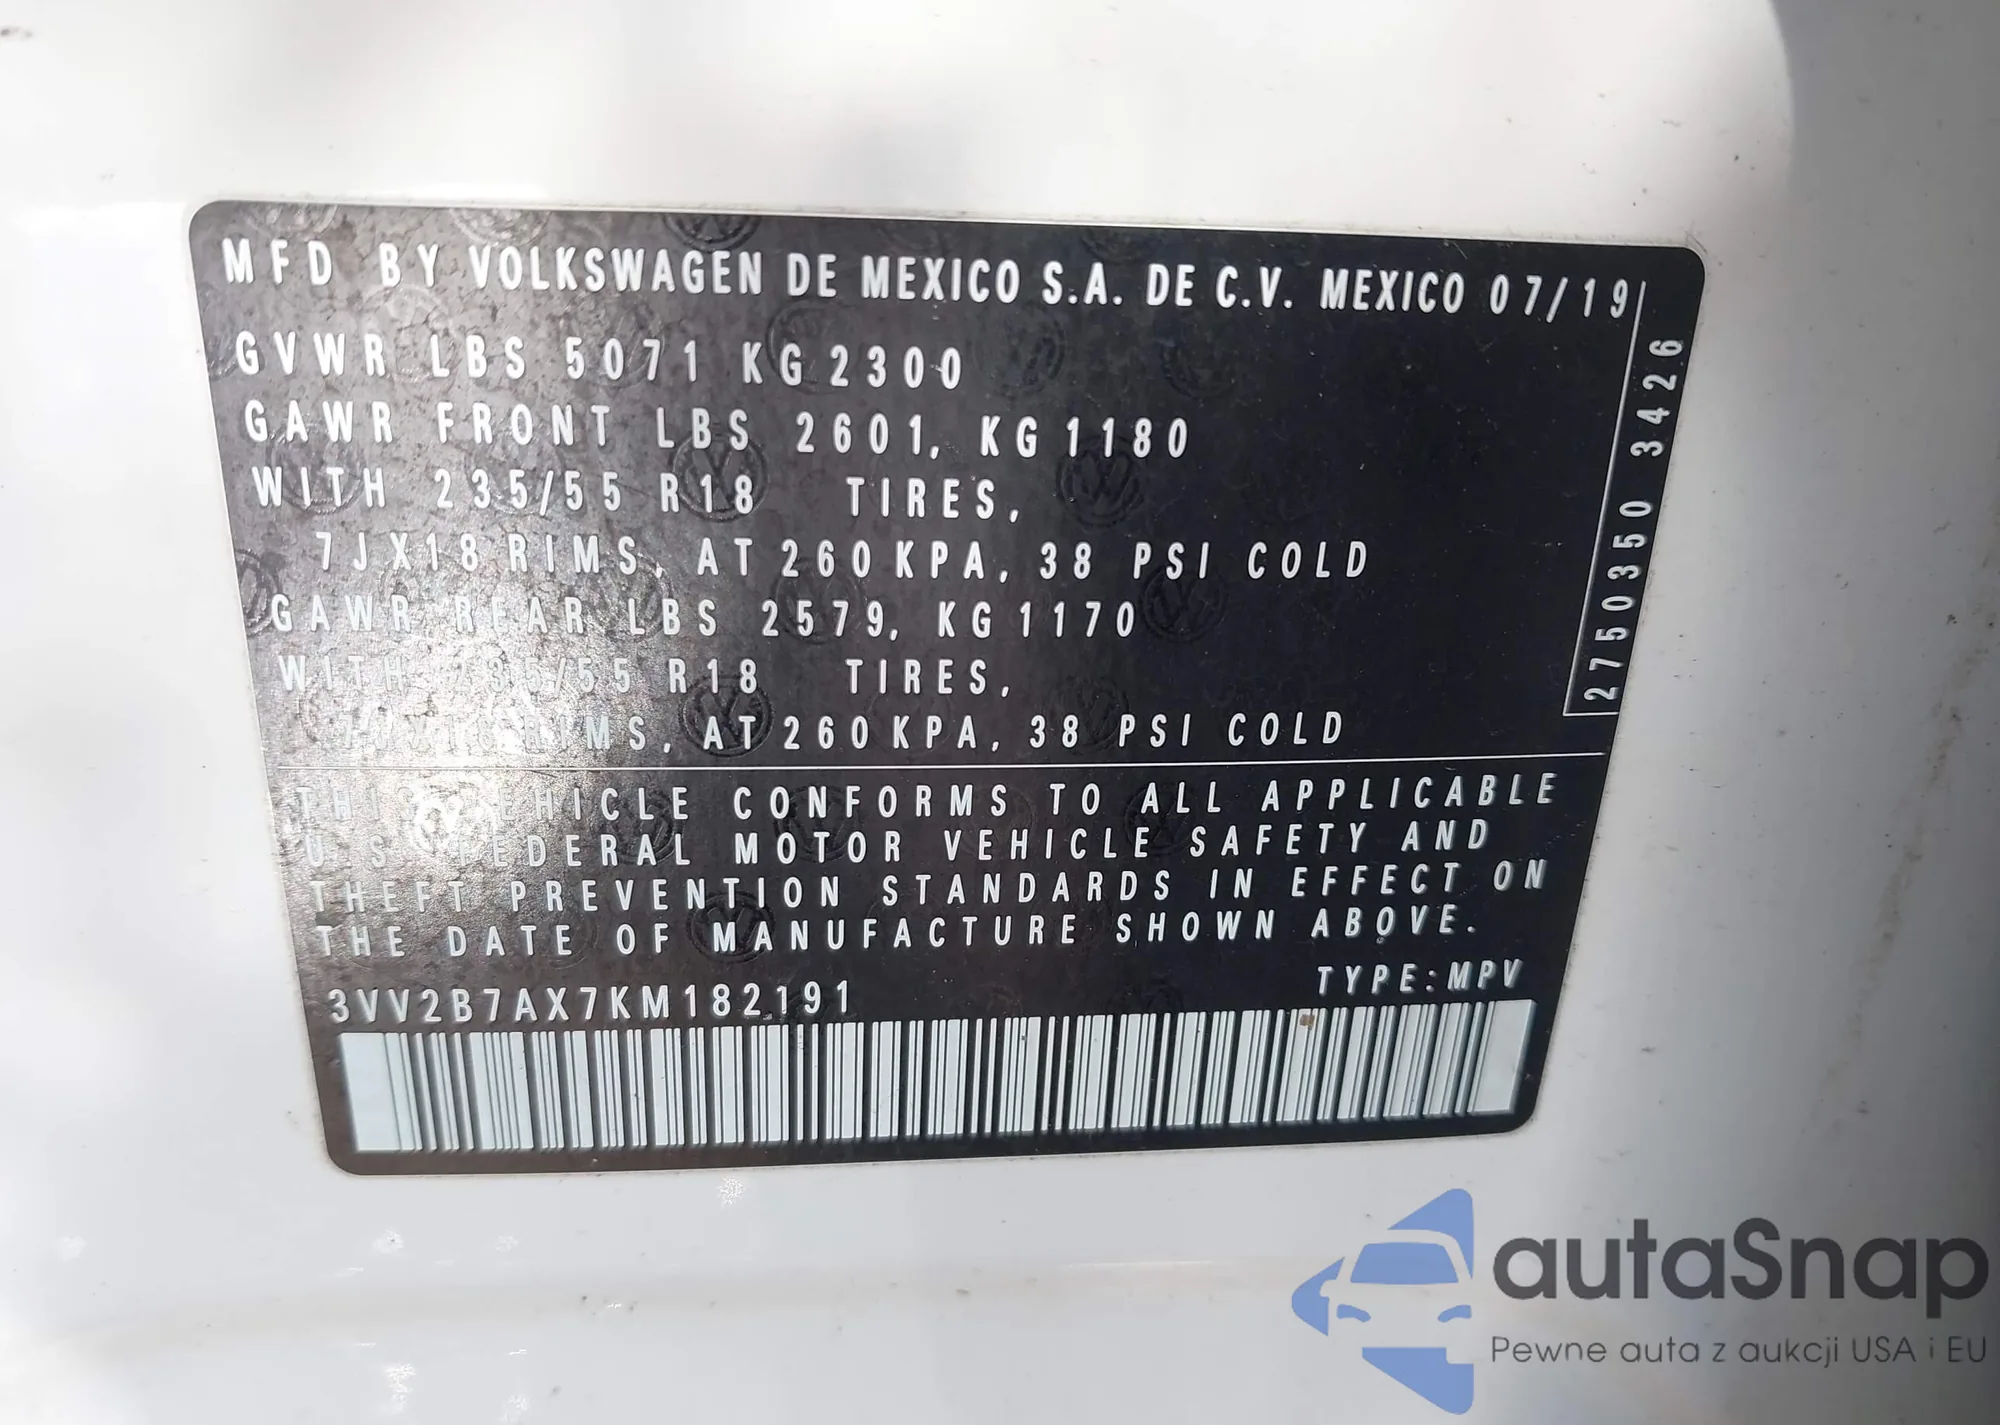 MFD BY VOLKSWAGEN DE MEXICO S.A. DE C.V. MEXICO 07/19
GVWR LBS 5071 KG 2300
GAWR FRONT LBS 2601, KG 1180
WITH 235/55 R18 TIRES,
7JX18 RIMS, AT 260 KPA, 38 PSI COLD
GAWR REAR LBS 2579, KG 1170
WITH 235/55 R18 TIRES,
7JX18 RIMS, AT 260 KPA, 38 PSI COLD
2750350 3426
THIS VEHICLE CONFORMS TO ALL APPLICABLE
U.S. FEDERAL MOTOR VEHICLE SAFETY AND
THEFT PREVENTION STANDARDS IN EFFECT ON
THE DATE OF MANUFACTURE SHOWN ABOVE.
3VV2B7AX7KM182191 TYPE: MPV
autaSnap
Pewne auta z aukcji USA i EU